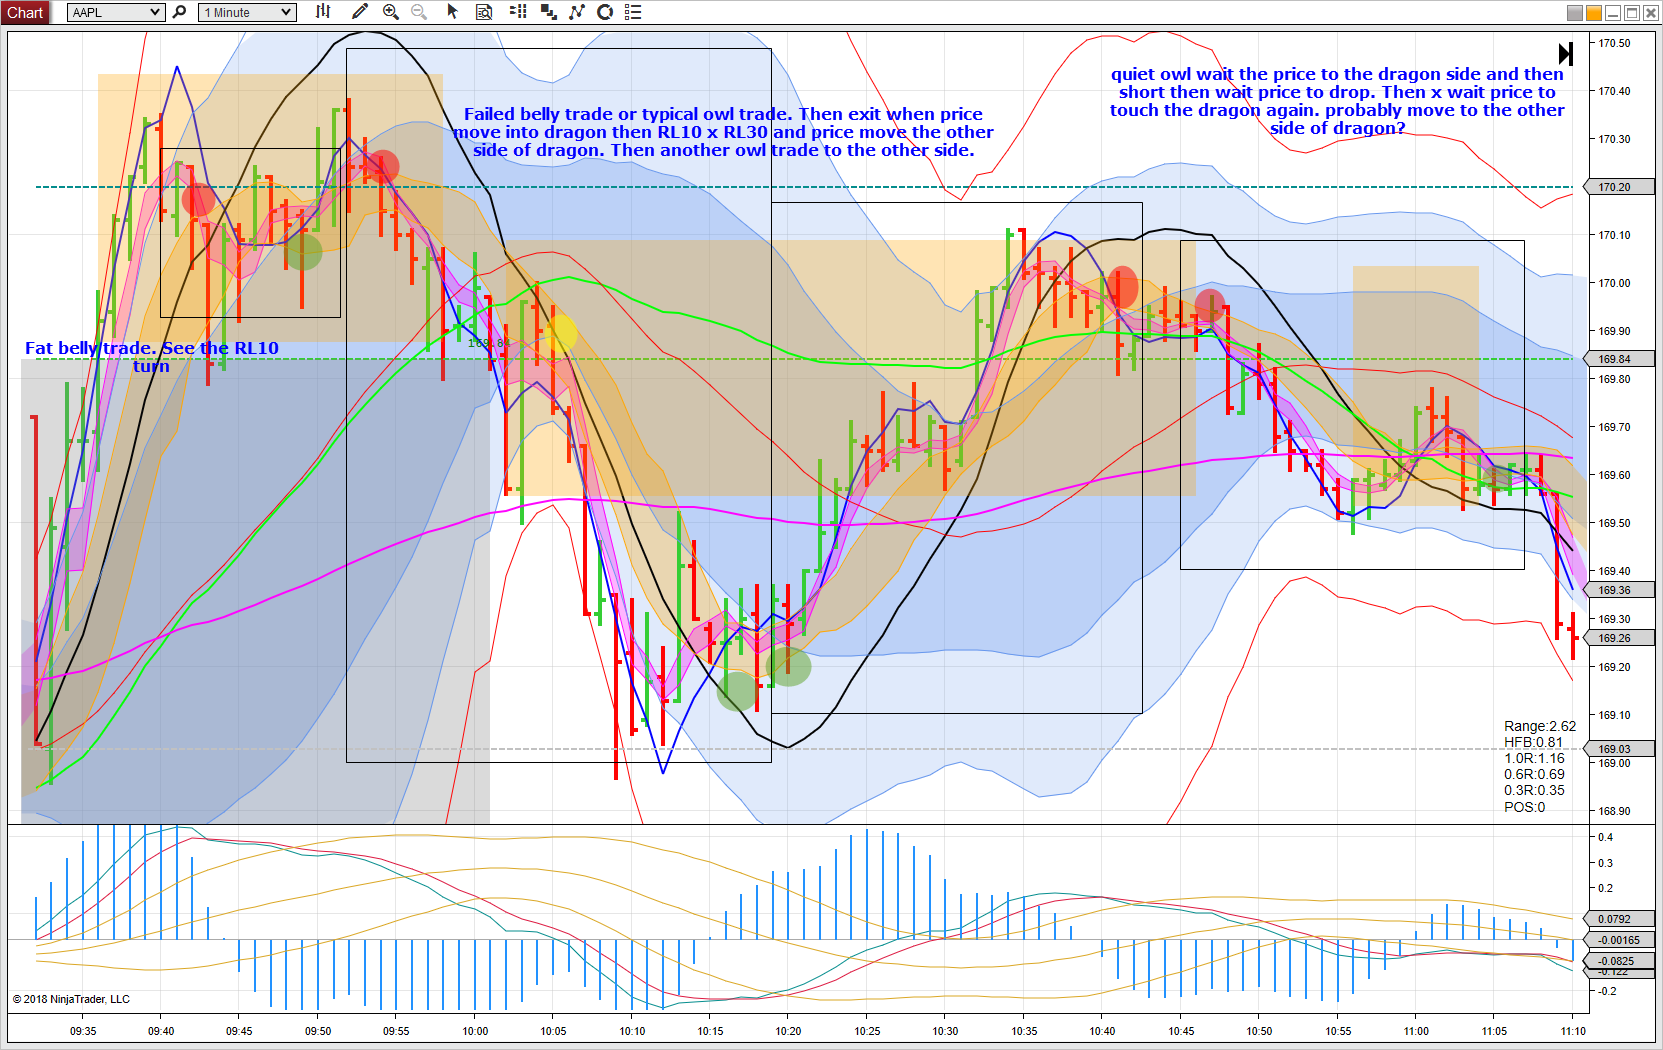 Chart
AAPL
1 Minute
quiet owl wait the price to the dragon side and then
short then wait price to drop. Then x wait price to
touch the dragon again. probably move to the other
side of dragon?
Failed belly trade or typical owl trade. Then exit when price
move into dragon then RL10 x RL30 and price move the other
side of dragon. Then another owl trade to the other side.
Fat belly trade. See the RL10
turn
169.84
170.50
170.40
170.30
170.20
170.10
170.00
169.90
169.84
169.80
169.70
169.60
169.50
169.40
169.36
169.30
169.26
169.20
169.10
169.03
169.00
168.90
Range:2.62
HFB:0.81
1.0R:1.16
0.6R:0.69
0.3R:0.35
POS:0
0.4
0.3
0.2
0.0792
-0.00165
-0.0825
-0.122
-0.2
© 2018 NinjaTrader, LLC
09:35 09:40 09:45 09:50 09:55 10:00 10:05 10:10 10:15 10:20 10:25 10:30 10:35 10:40 10:45 10:50 10:55 11:00 11:05 11:10